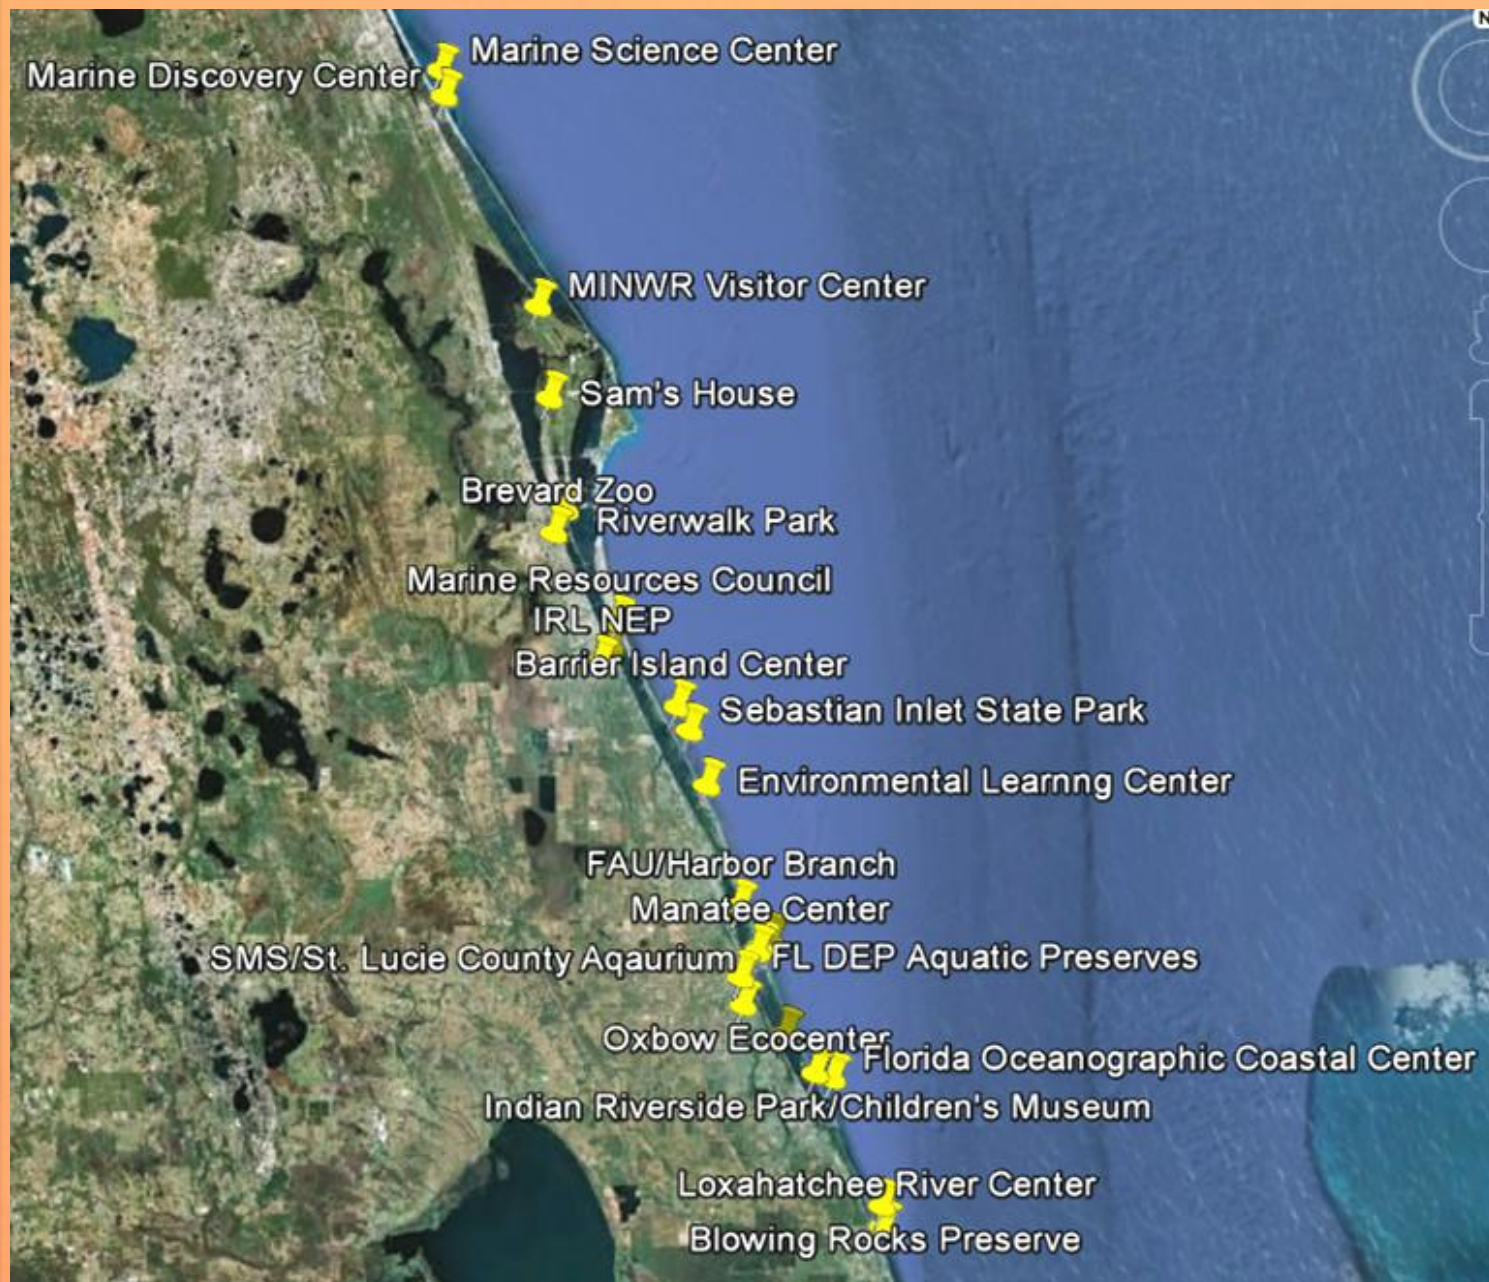 Marine Science Center
Marine Discovery Center
MINWR Visitor Center
Sam's House
Brevard Zoo
Riverwalk Park
Marine Resources Council
IRL NEP
Barrier Island Center
Sebastian Inlet State Park
Environmental Learnng Center
FAU/Harbor Branch
Manatee Center
SMS/St. Lucie County Aqaurium
FL DEP Aquatic Preserves
Oxbow Ecocenter
Florida Oceanographic Coastal Center
Indian Riverside Park/Children's Museum
Loxahatchee River Center
Blowing Rocks Preserve
N